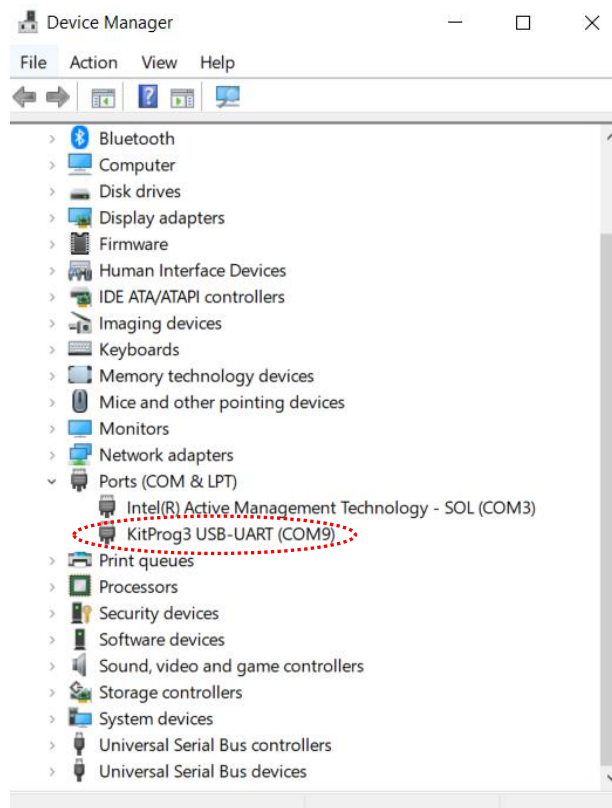 Device Manager
File Action View Help
Bluetooth
Computer
Disk drives
Display adapters
Firmware
Human Interface Devices
IDE ATA/ATAPI controllers
Imaging devices
Keyboards
Memory technology devices
Mice and other pointing devices
Monitors
Network adapters
Ports (COM & LPT)
Intel(R) Active Management Technology - SOL (COM3)
KitProg3 USB-UART (COM9)
Print queues
Processors
Security devices
Software devices
Sound, video and game controllers
Storage controllers
System devices
Universal Serial Bus controllers
Universal Serial Bus devices